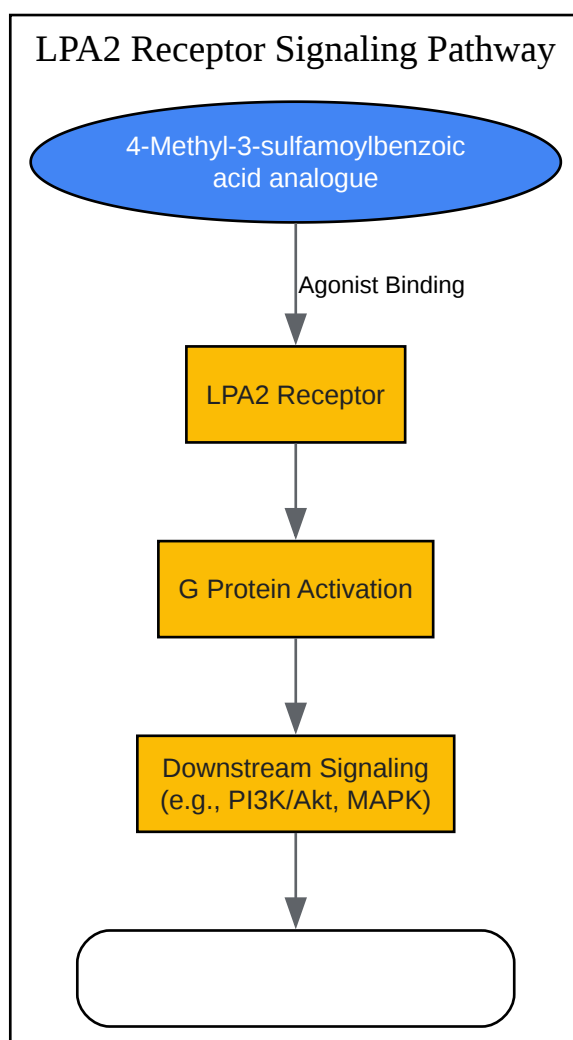 LPA2 Receptor Signaling Pathway
4-Methyl-3-sulfamoylbenzoic
acid analogue
Agonist Binding
LPA2 Receptor
G Protein Activation
Downstream Signaling
(e.g., PI3K/Akt, MAPK)